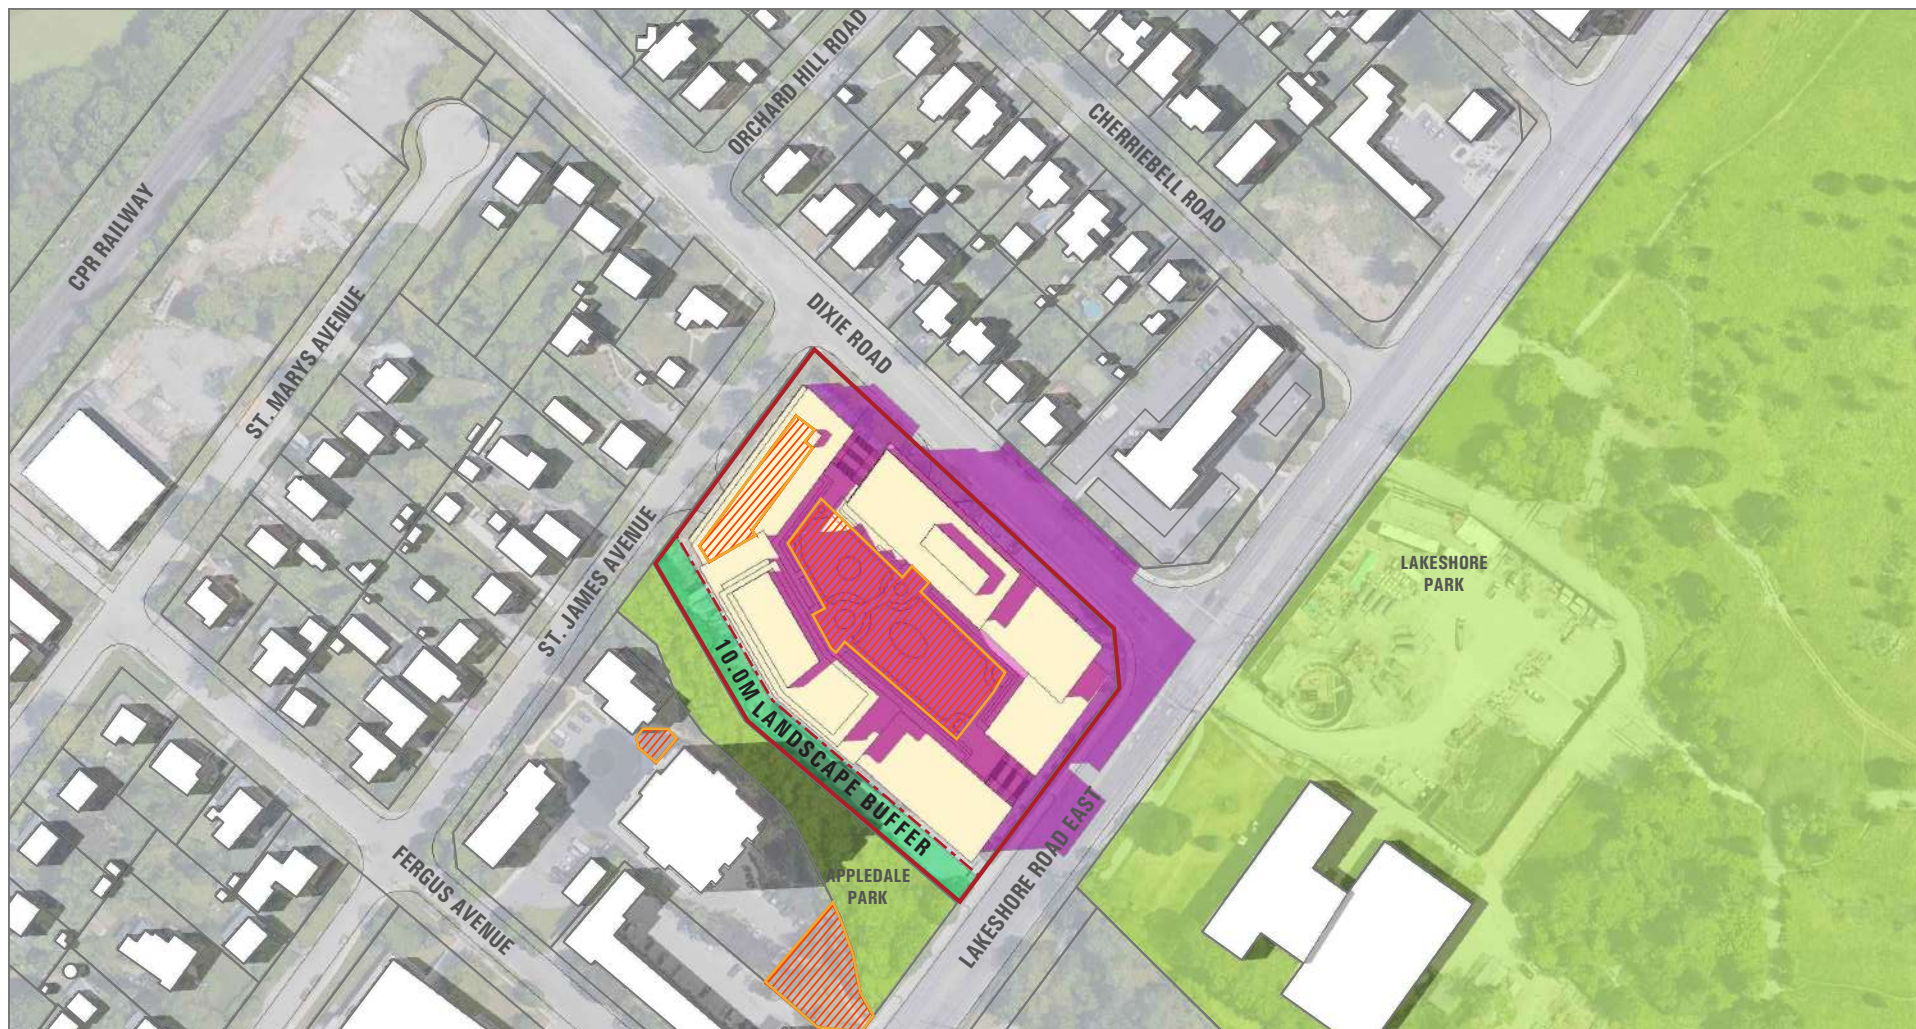 ORCHARD HILL ROAD
CHERRIEBELL ROAD
CPR RAILWAY
ST. MARYS AVENUE
DIXIE ROAD
ST. JAMES AVENUE
LAKESHORE
PARK
10.0M LANDSCAPE BUFFER
LAKESHORE ROAD EAST
APPLEDALE
PARK
FERGUS AVENUE